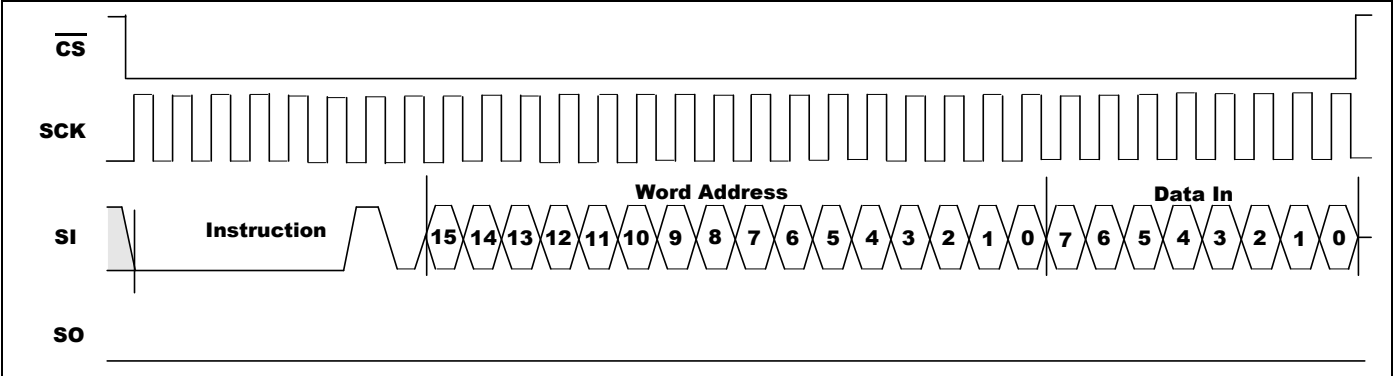 CS
SCK
Word Address
Data In
SI
Instruction
15 14 13 12 11 10 9 8 7 6 5 4 3 2 1 0 7 6 5 4 3 2 1 0
SO